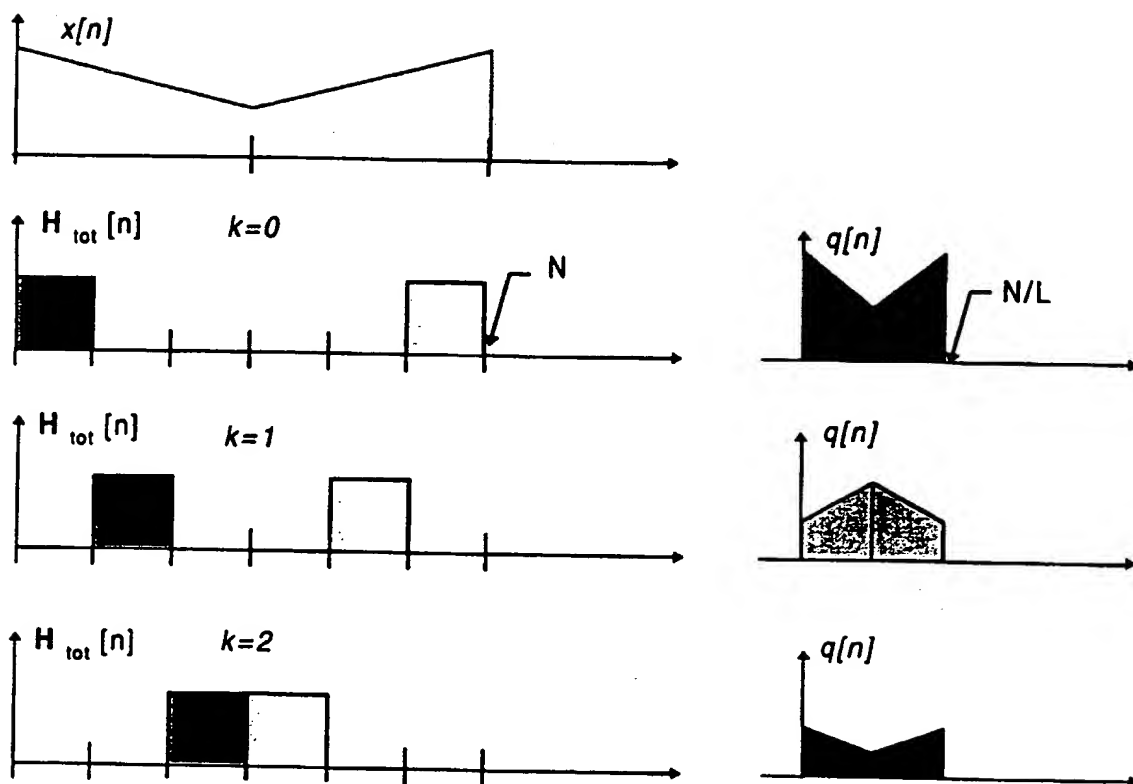 x[n]
H tot [n] k=0
N
q[n]
N/L
H tot [n] k=1
q[n]
H tot [n] k=2
q[n]